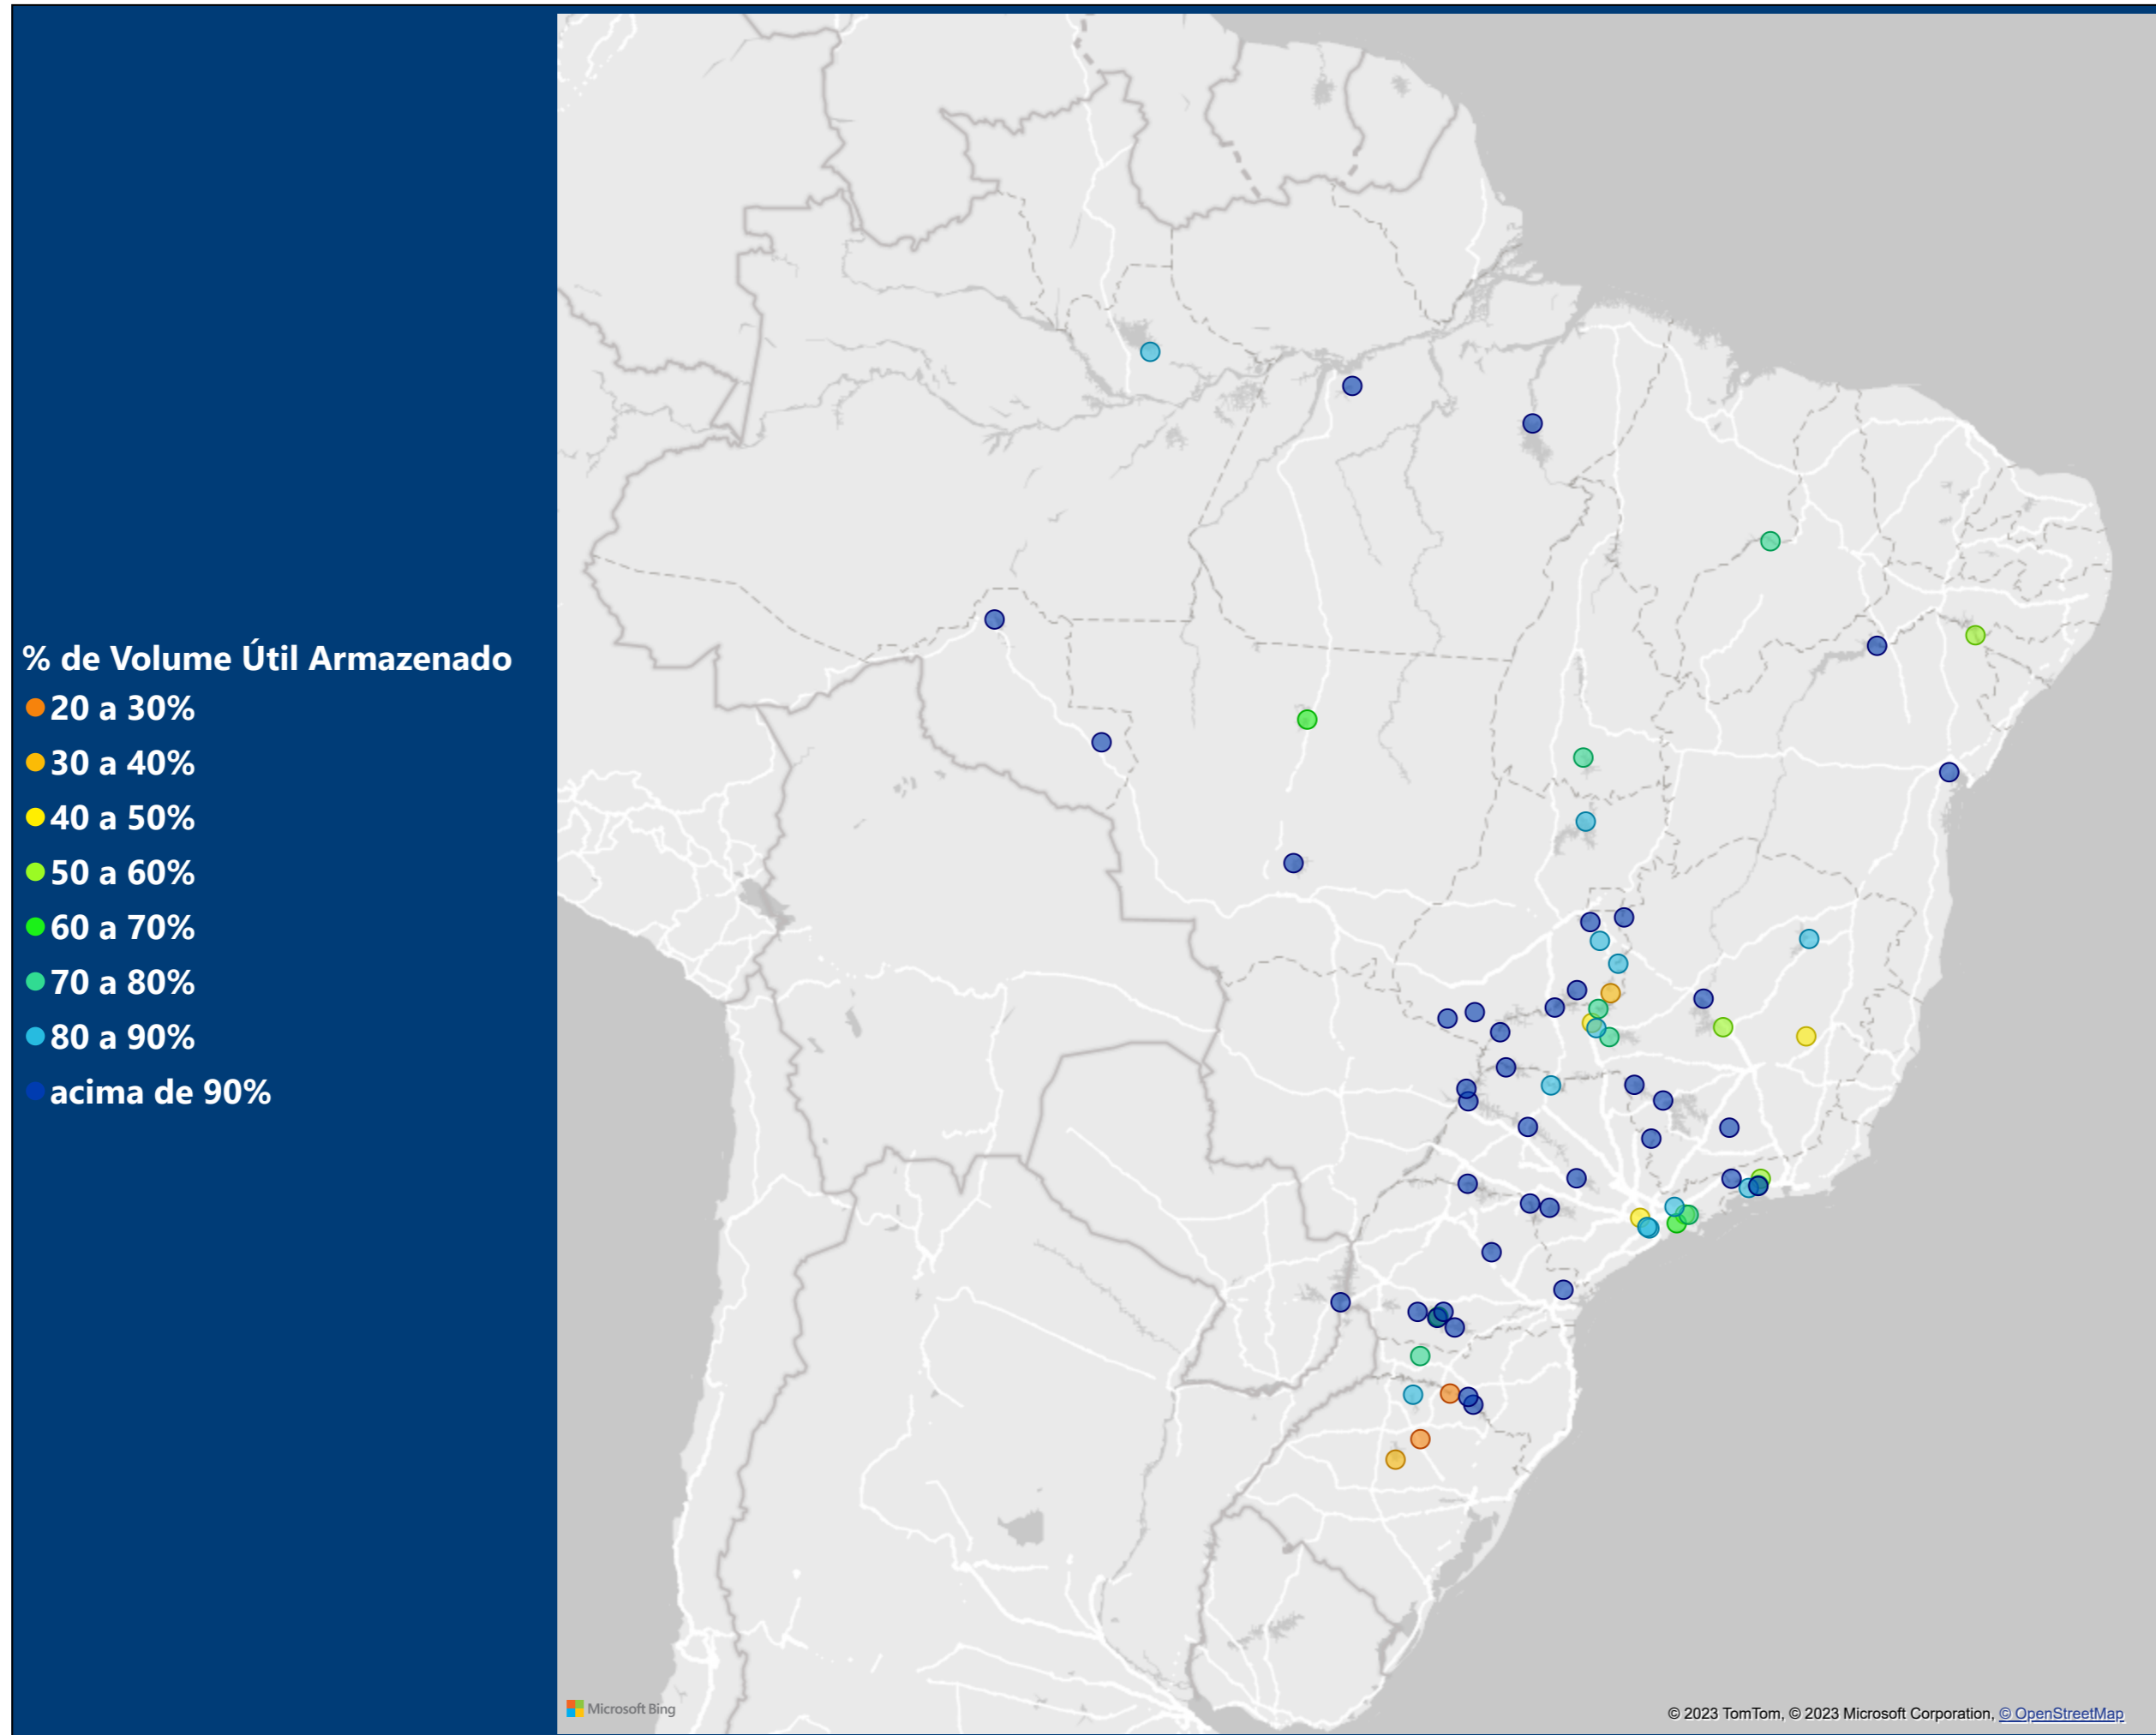 % de Volume Útil Armazenado
20 a 30%
30 a 40%
40 a 50%
50 a 60%
60 a 70%
70 a 80%
80 a 90%
acima de 90%
Microsoft Bing
© 2023 TomTom, © 2023 Microsoft Corporation, © OpenStreetMap